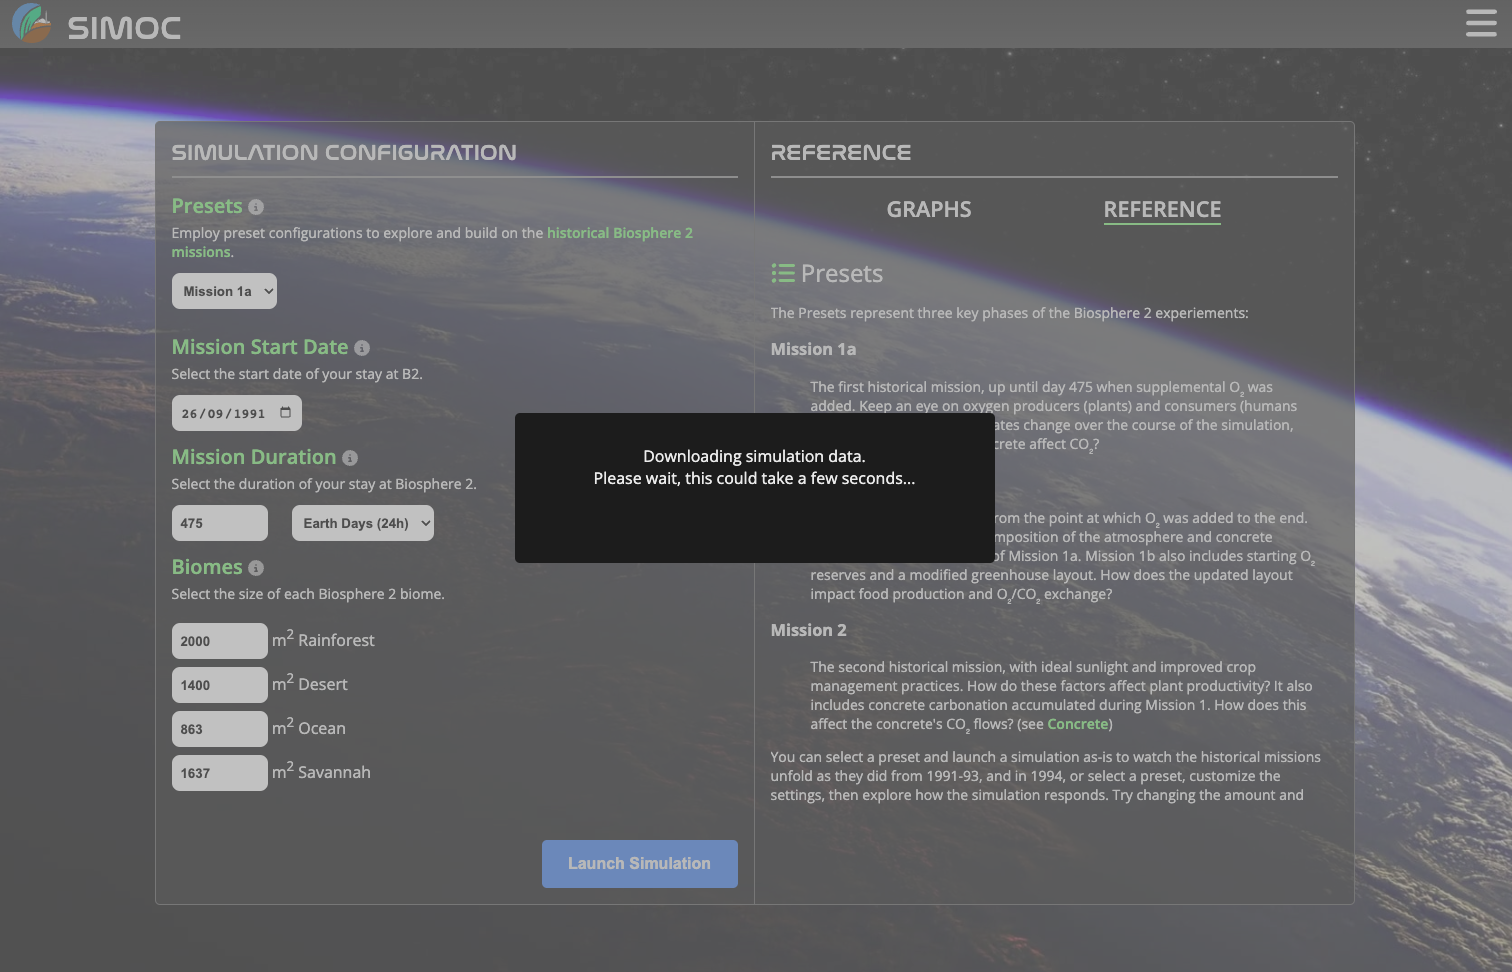 SIMOC
SIMULATION CONFIGURATION
Presets
Employ preset configurations to explore and build on the historical Biosphere 2
missions.
Mission 1a
Mission Start Date
Select the start date of your stay at B2.
26/09/1991
Mission Duration
Select the duration of your stay at Biosphere 2.
475 Earth Days (24h)
Biomes
Select the size of each Biosphere 2 biome.
2000 m² Rainforest
1400 m² Desert
863 m² Ocean
1637 m² Savannah
Launch Simulation
REFERENCE
GRAPHS REFERENCE
Presets
The Presets represent three key phases of the Biosphere 2 experiements:
Mission 1a
The first historical mission, up until day 475 when supplemental O₂ was
added. Keep an eye on oxygen producers (plants) and consumers (humans
ates change over the course of the simulation,
crete affect CO₂?
rom the point at which O₂ was added to the end.
mposition of the atmosphere and concrete
of Mission 1a. Mission 1b also includes starting O₂
reserves and a modified greenhouse layout. How does the updated layout
impact food production and O₂/CO₂ exchange?
Mission 2
The second historical mission, with ideal sunlight and improved crop
management practices. How do these factors affect plant productivity? It also
includes concrete carbonation accumulated during Mission 1. How does this
affect the concrete's CO₂ flows? (see Concrete)
You can select a preset and launch a simulation as-is to watch the historical missions
unfold as they did from 1991-93, and in 1994, or select a preset, customize the
settings, then explore how the simulation responds. Try changing the amount and
Downloading simulation data.
Please wait, this could take a few seconds...